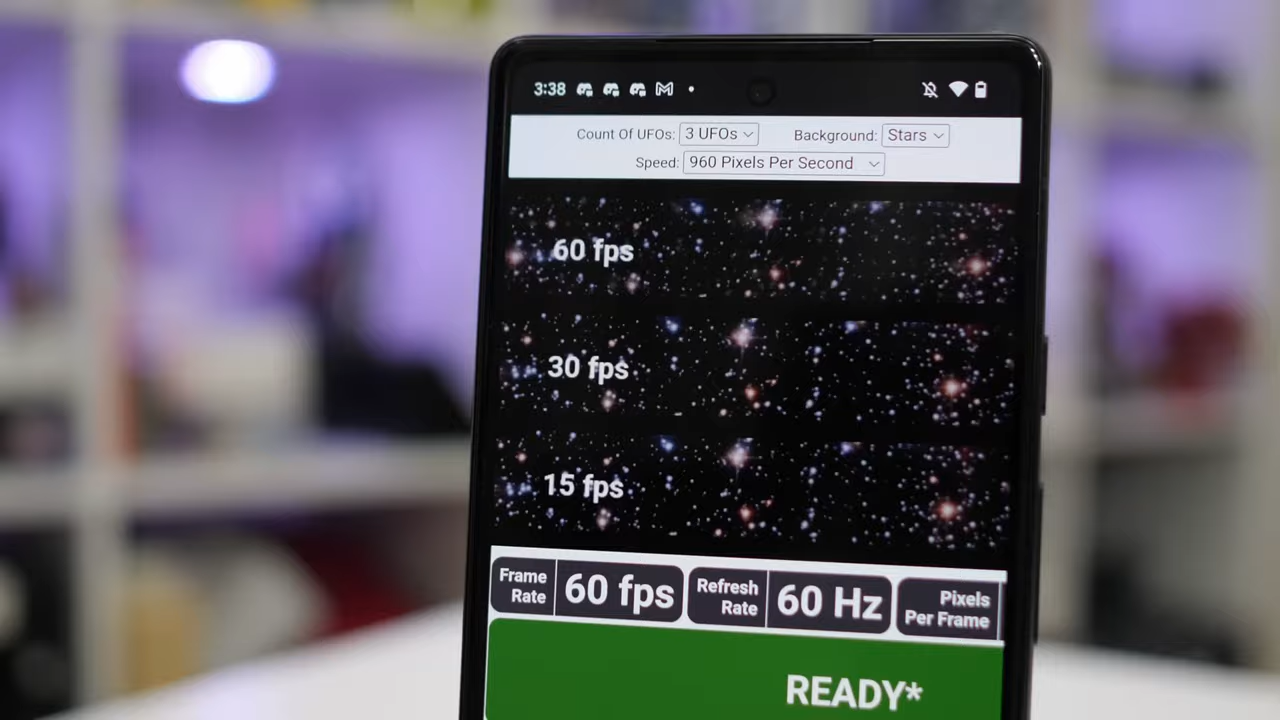 3:38
Count Of UFOs: 3 UFOs Background: Stars
Speed: 960 Pixels Per Second
60 fps
30 fps
15 fps
Frame Rate 60 fps Refresh Rate 60 Hz Pixels Per Frame
READY*